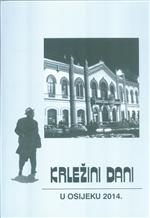 KRLEŽINI DANI
U OSIJEKU 2014.